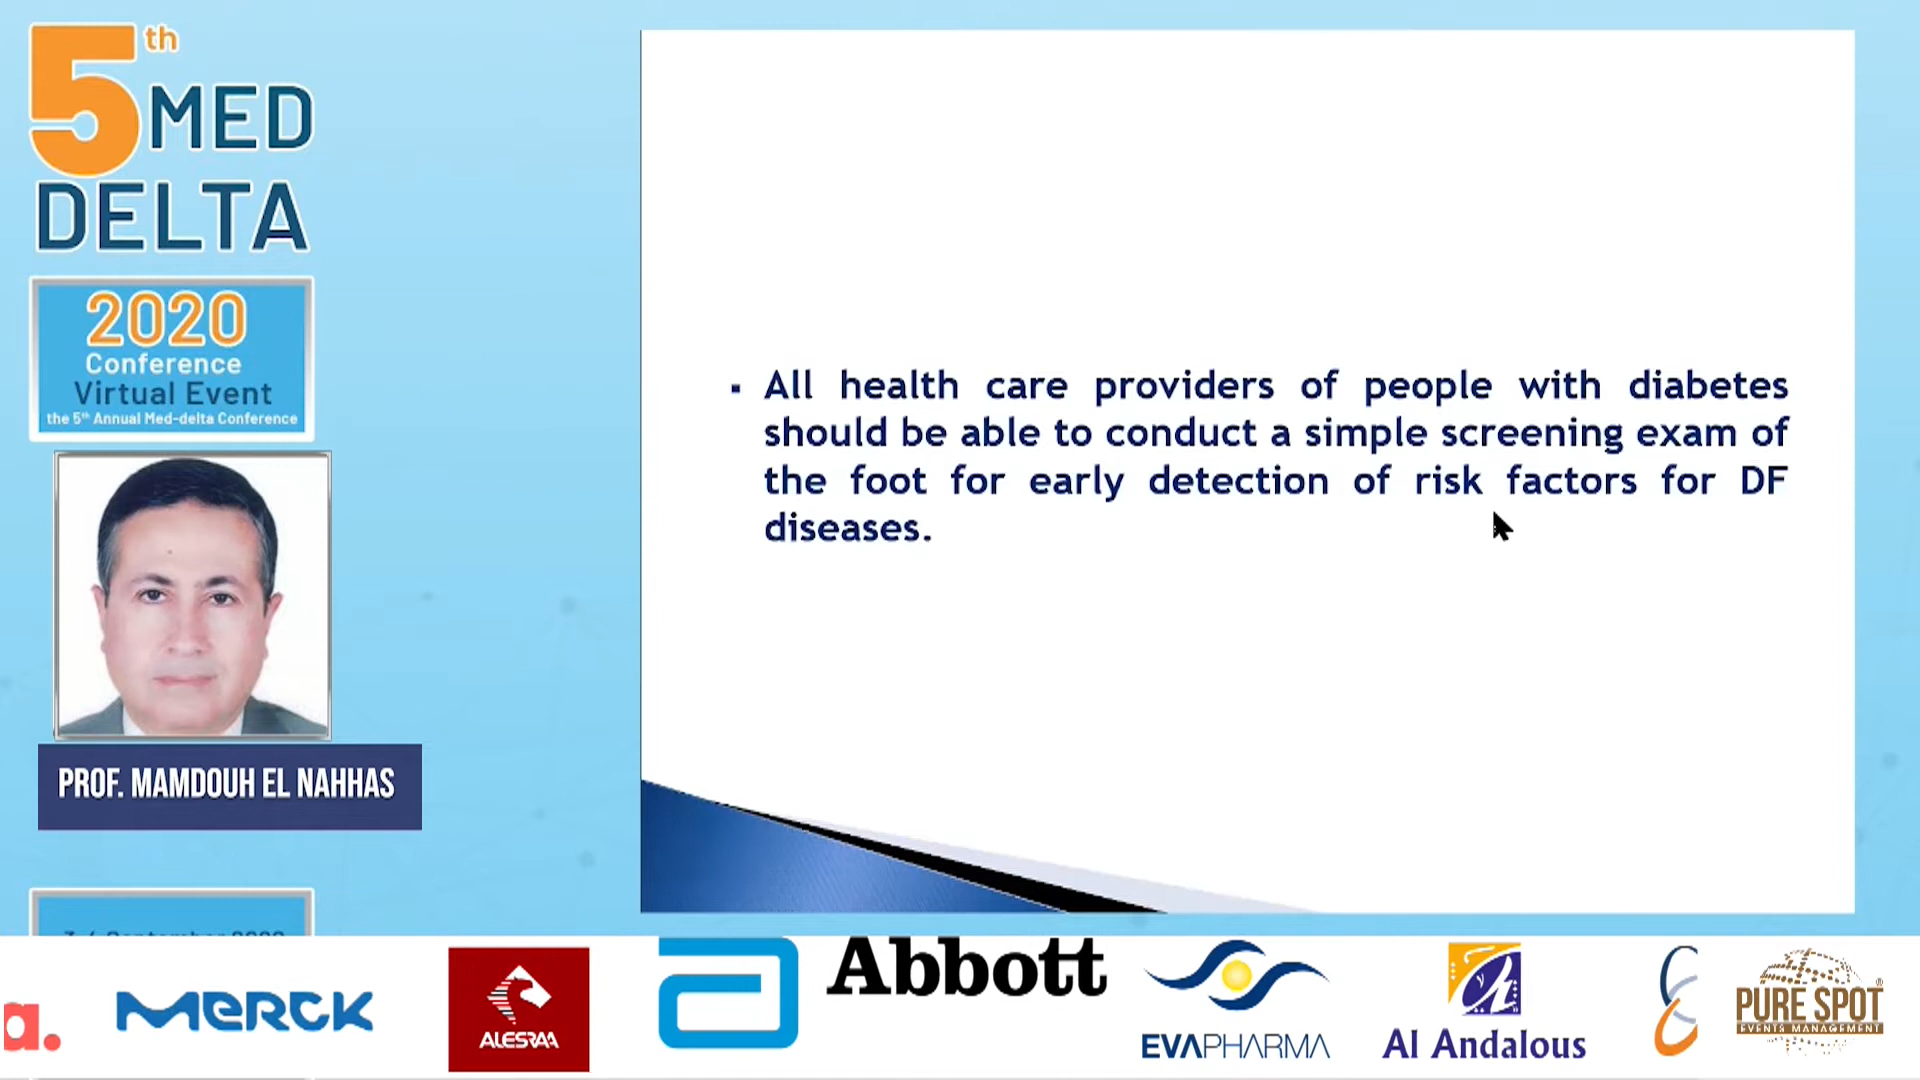 5th
MED
DELTA
2020
Conference
Virtual Event
the 5th Annual Med-delta Conference
PROF. MAMDOUH EL NAHHAS
▪ All health care providers of people with diabetes
should be able to conduct a simple screening exam of
the foot for early detection of risk factors for DF
diseases.
a.
MERCK
ALESRAA
Abbott
EVAPHARMA
Al Andalous
PURE SPOT®
EVENTS MANAGEMENT